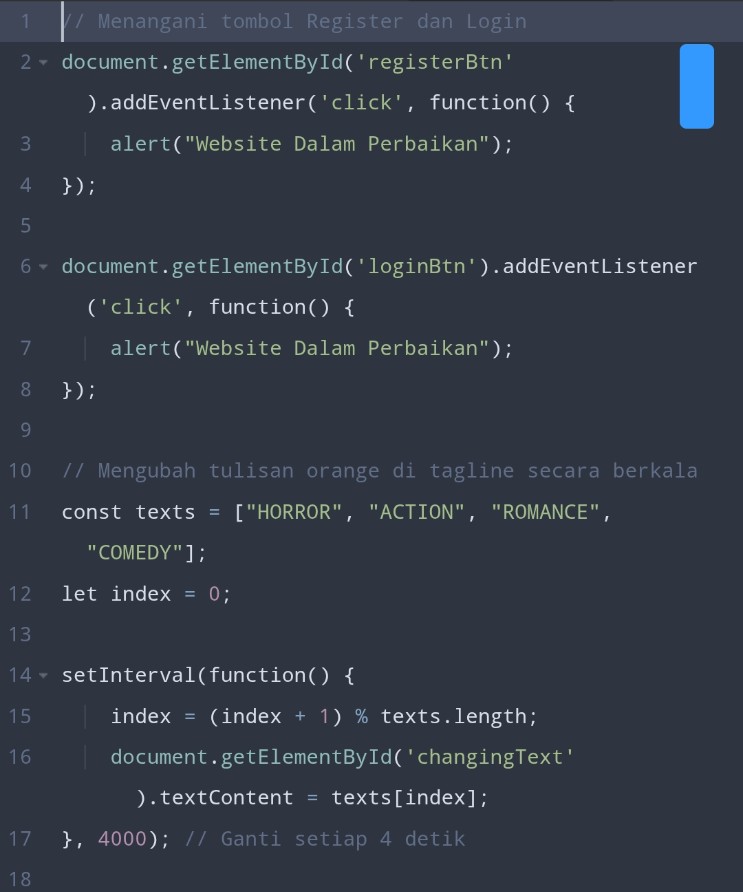 1 // Menangani tombol Register dan Login
2 document.getElementById('registerBtn'
).addEventListener('click', function() {
3 alert("Website Dalam Perbaikan");
4 });
5
6 document.getElementById('loginBtn').addEventListener
('click', function() {
7 alert("Website Dalam Perbaikan");
8 });
9
10 // Mengubah tulisan orange di tagline secara berkala
11 const texts = ["HORROR", "ACTION", "ROMANCE",
"COMEDY"];
12 let index = 0;
13
14 setInterval(function() {
15 index = (index + 1) % texts.length;
16 document.getElementById('changingText'
).textContent = texts[index];
17 }, 4000); // Ganti setiap 4 detik
18